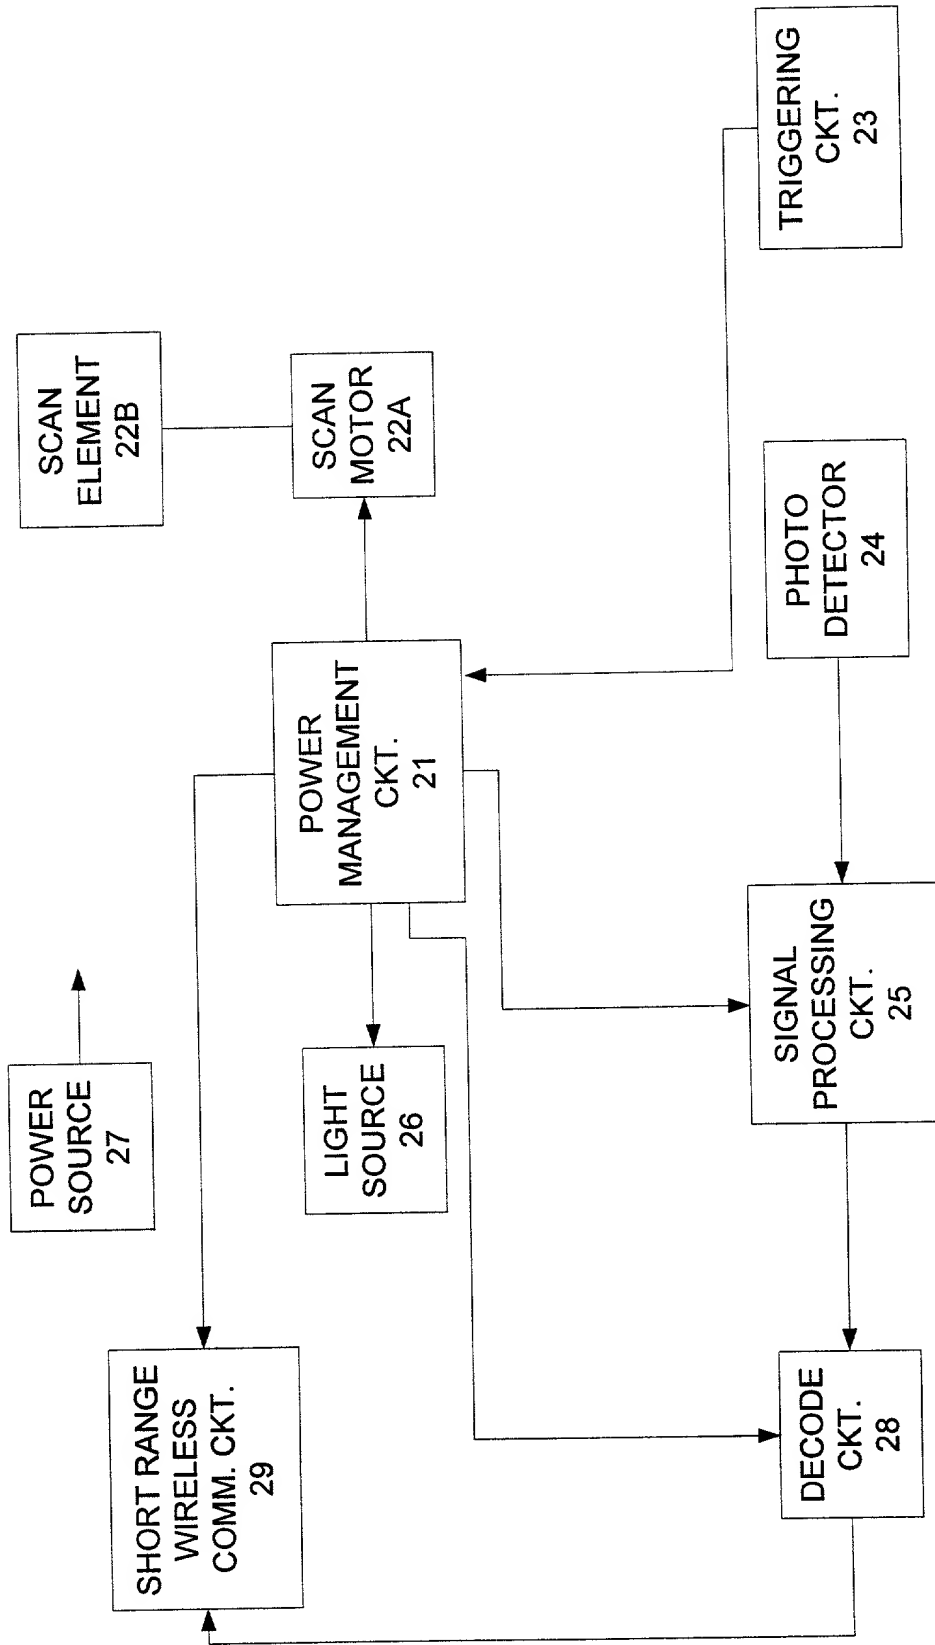 SHORT RANGE
WIRELESS
COMM. CKT.
29
POWER
SOURCE
27
SCAN
ELEMENT
22B
LIGHT
SOURCE
26
POWER
MANAGEMENT
CKT.
21
SCAN
MOTOR
22A
DECODE
CKT.
28
SIGNAL
PROCESSING
CKT.
25
PHOTO
DETECTOR
24
TRIGGERING
CKT.
23